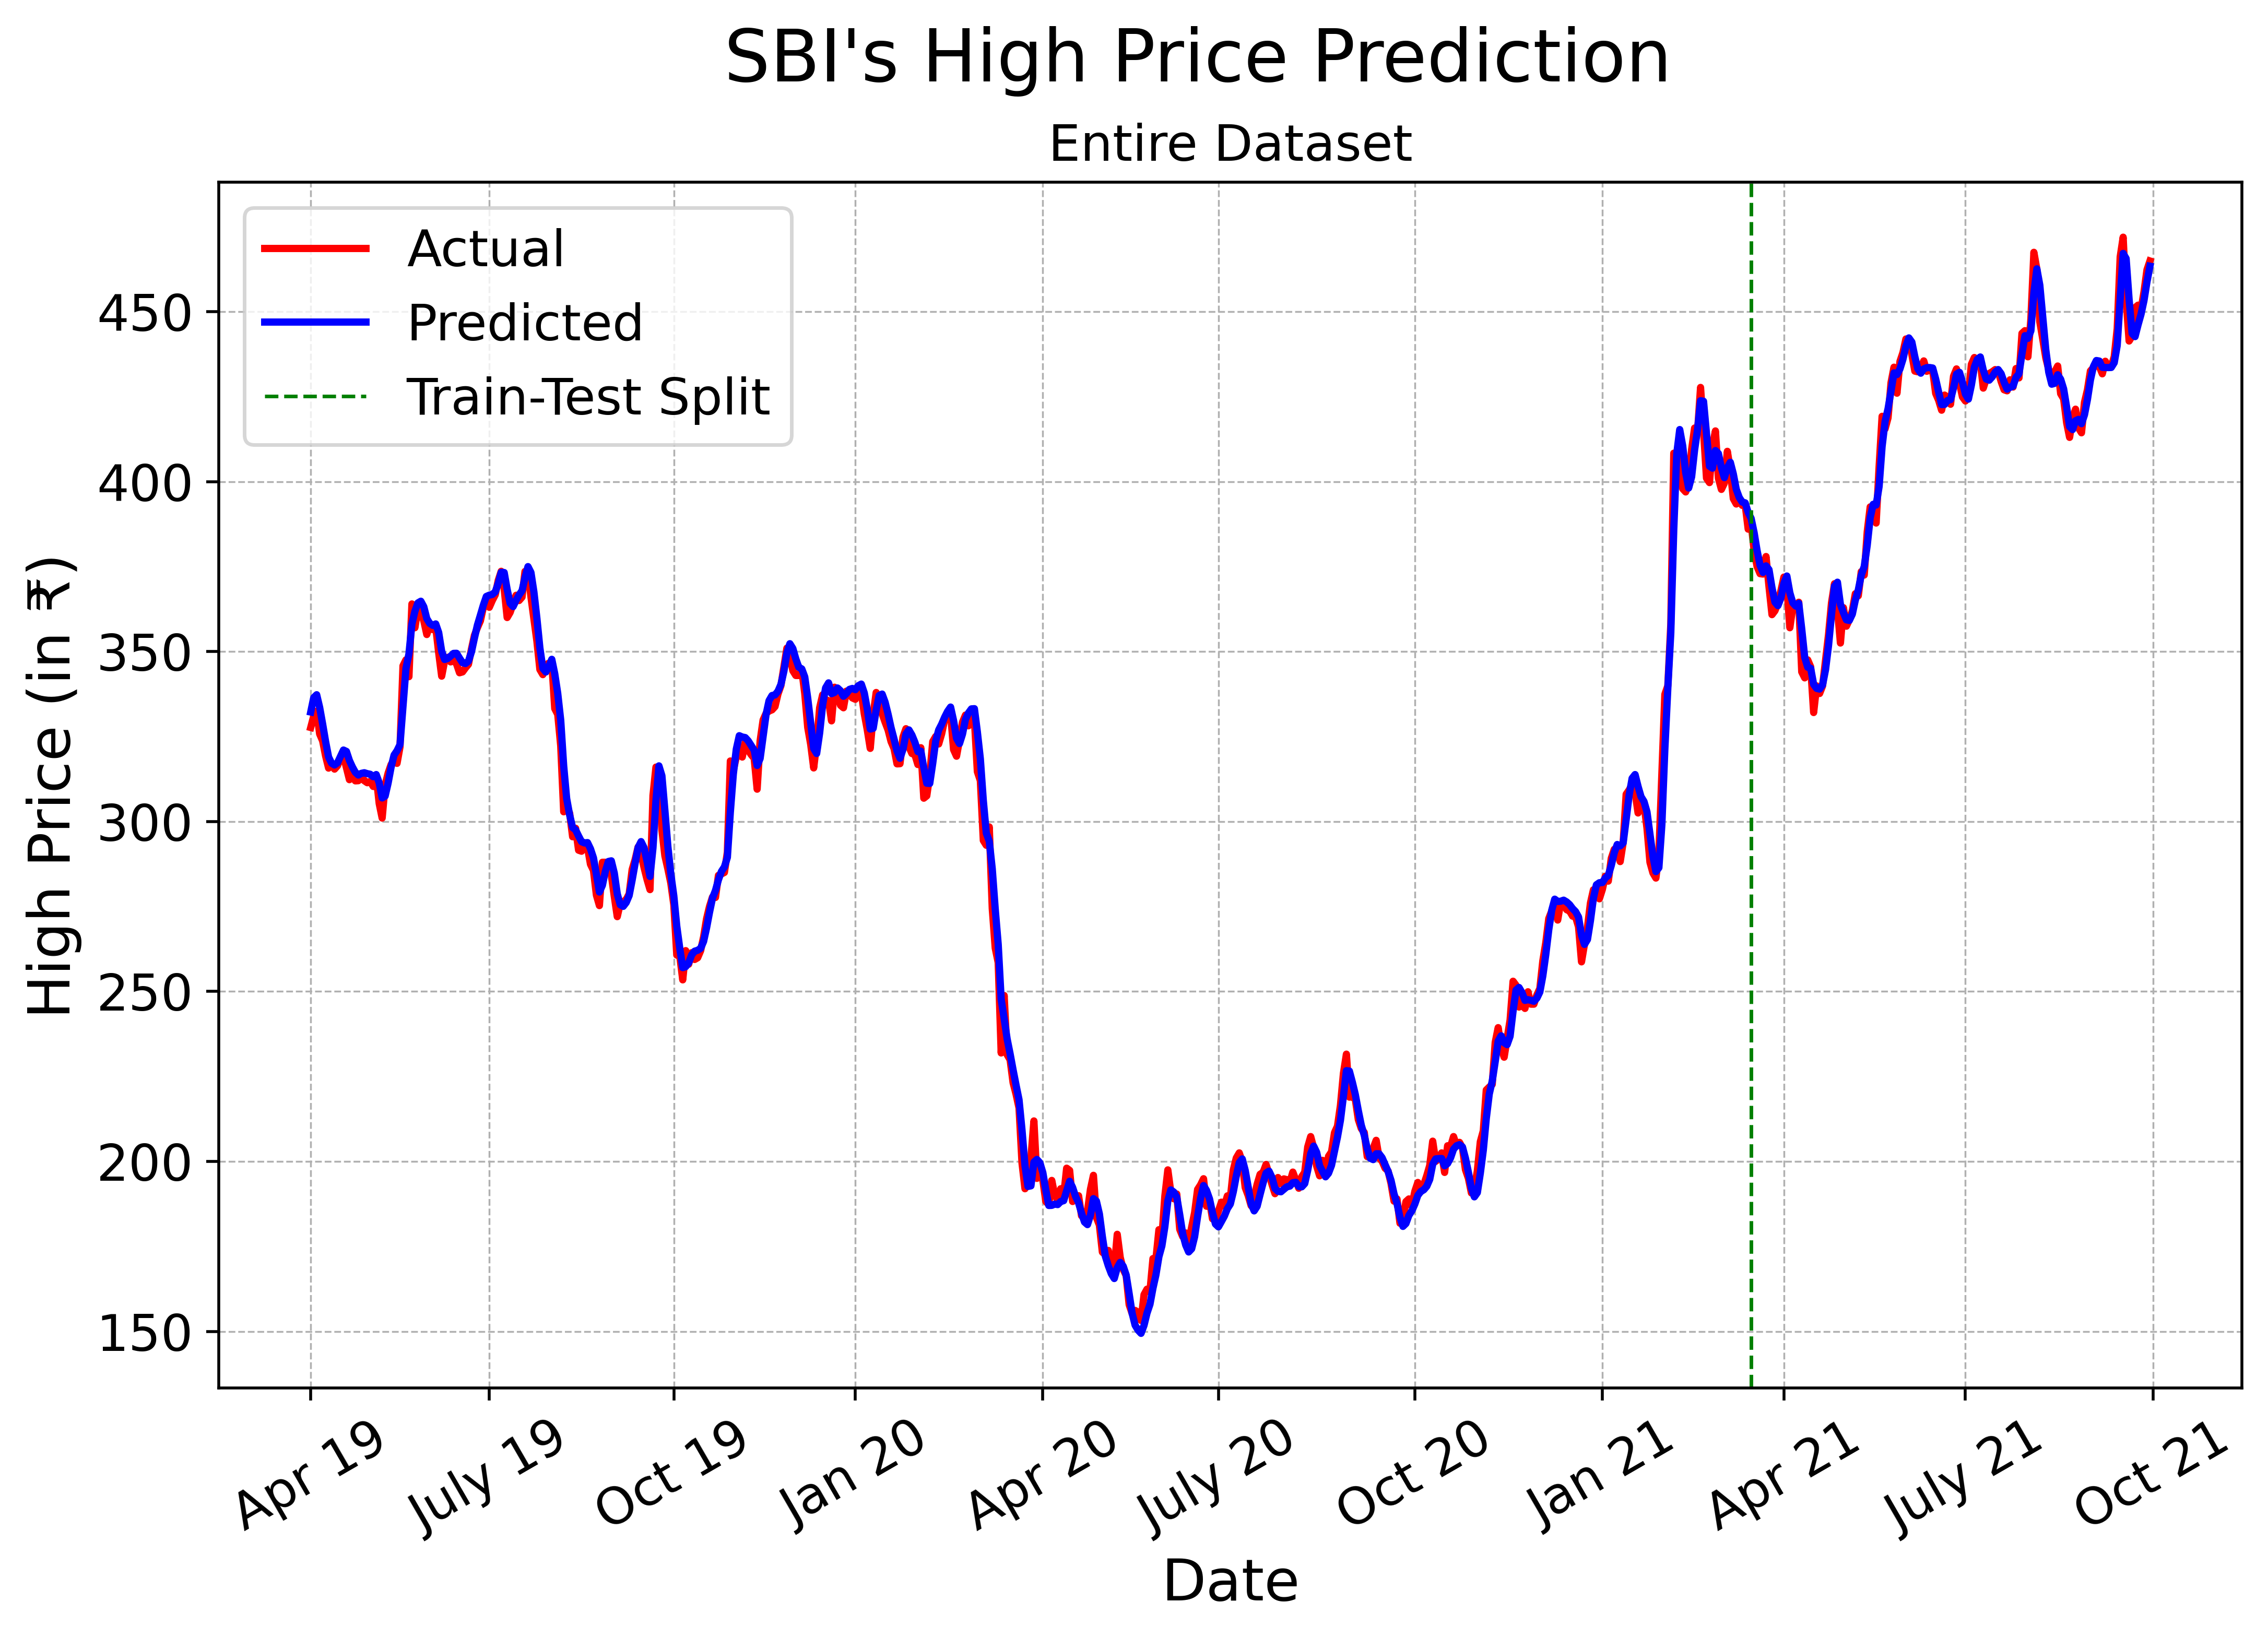 SBI's High Price Prediction
Entire Dataset
Actual
Predicted
Train-Test Split
High Price (in ₹)
450
400
350
300
250
200
150
Apr 19
July 19
Oct 19
Jan 20
Apr 20
July 20
Oct 20
Jan 21
Apr 21
July 21
Oct 21
Date